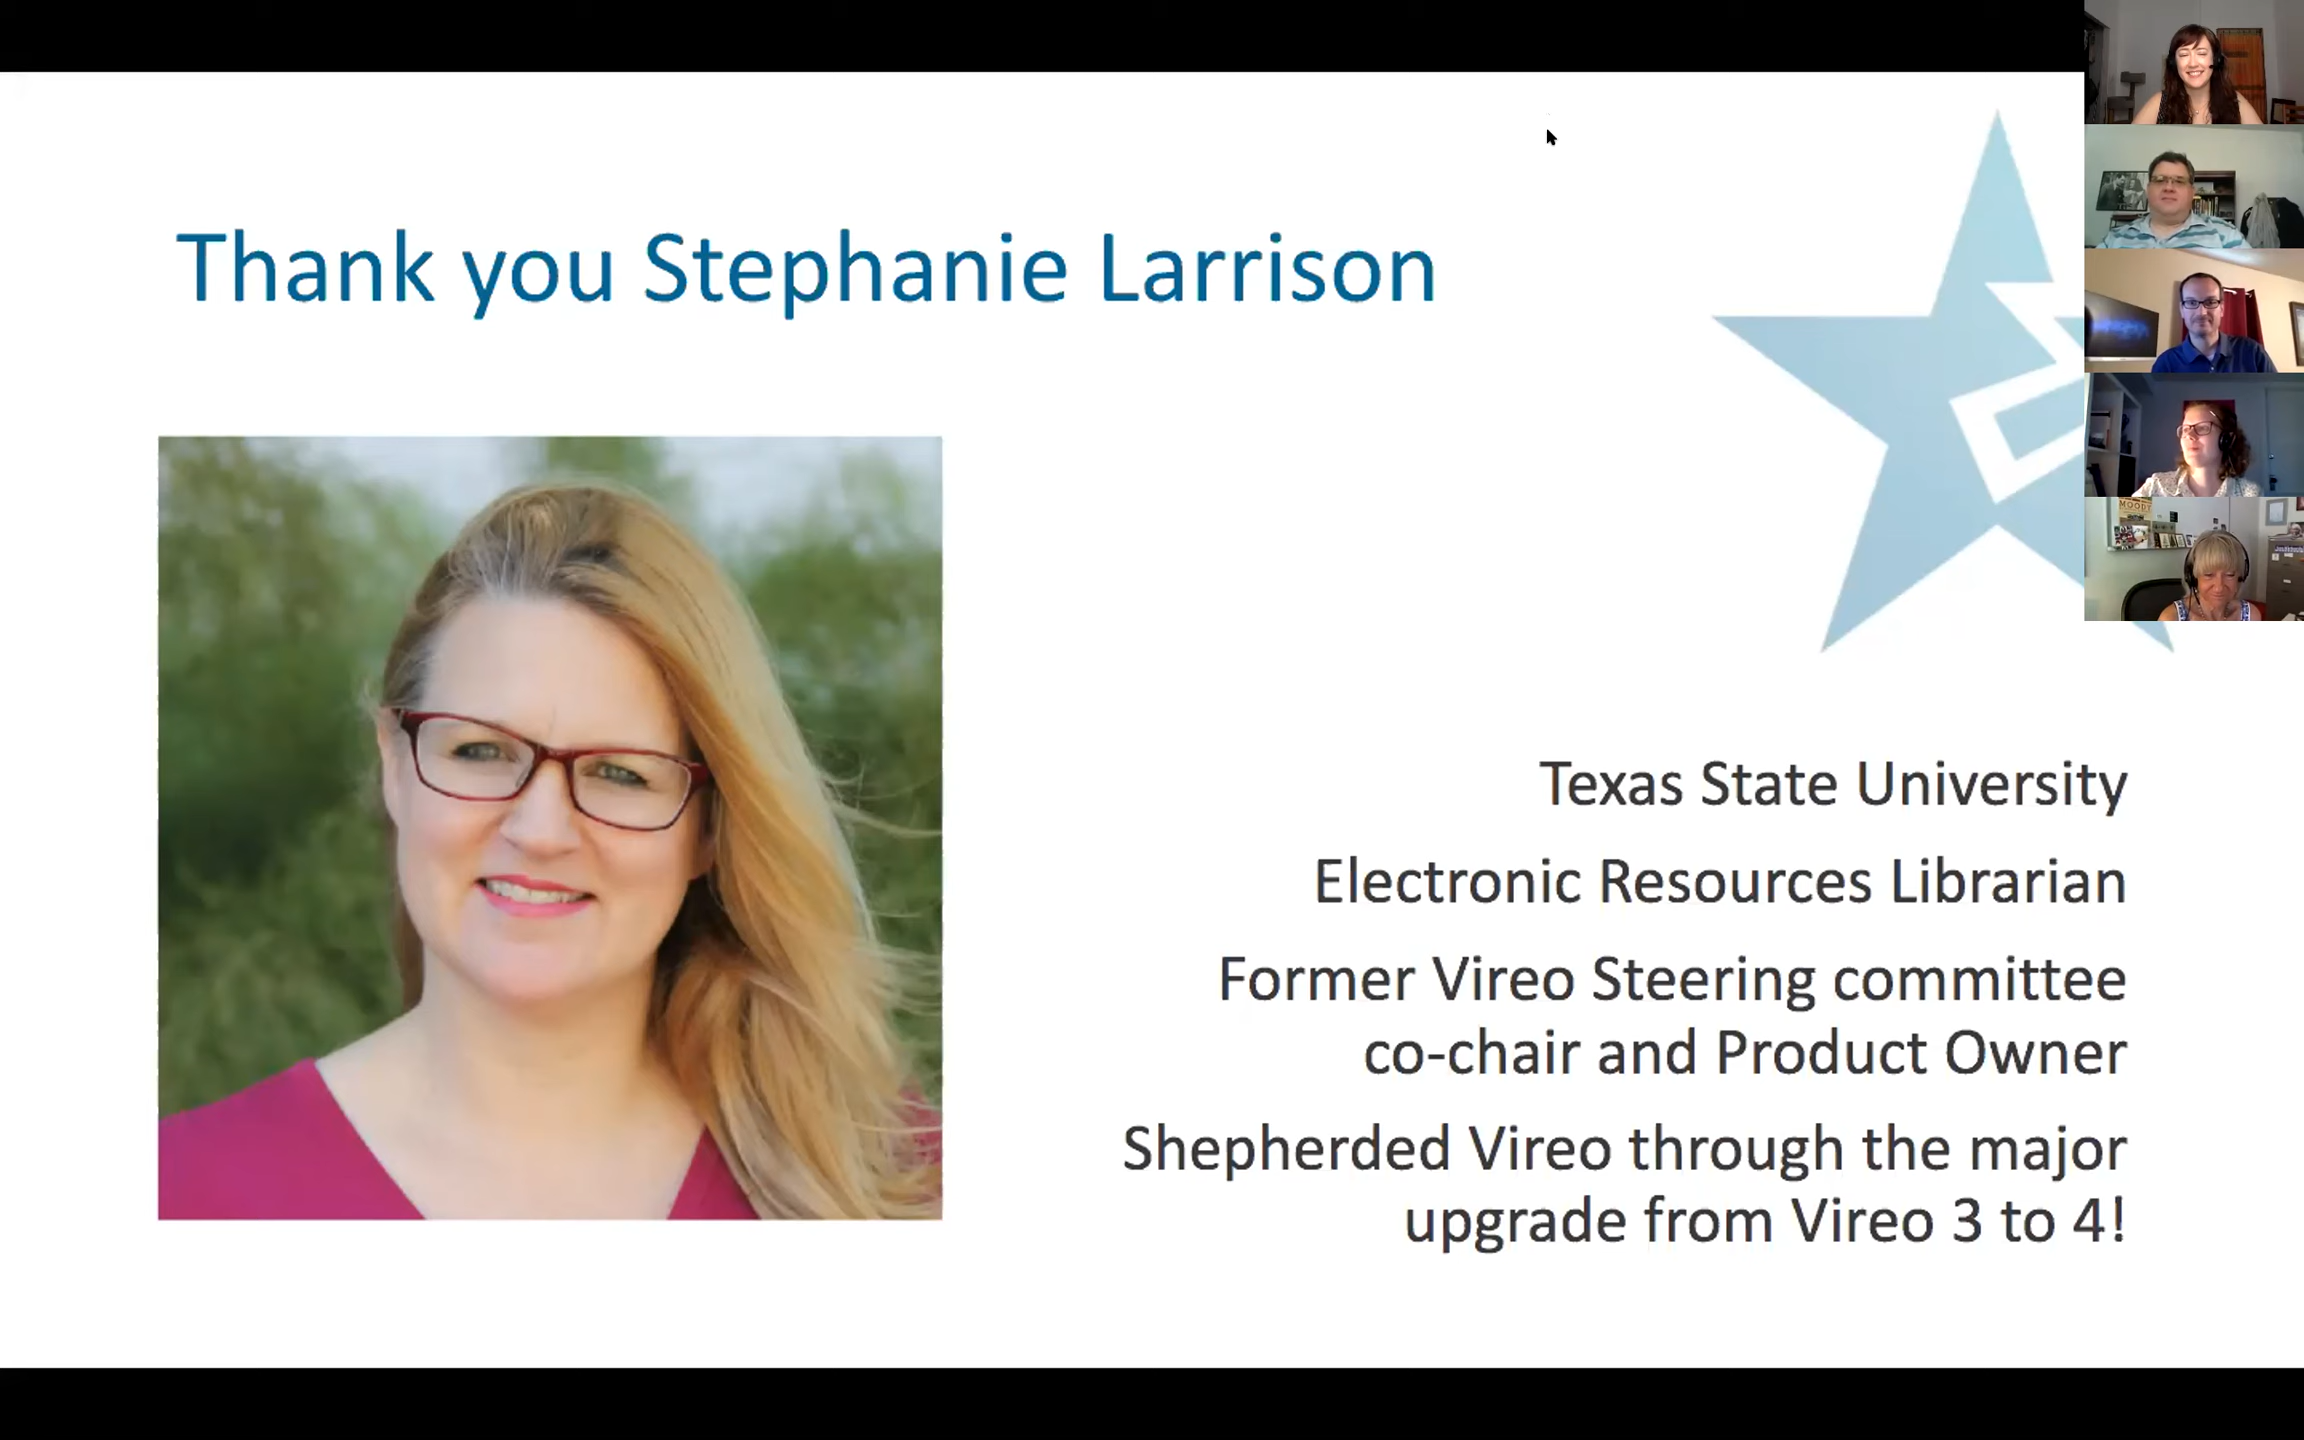 Thank you Stephanie Larrison
Texas State University
Electronic Resources Librarian
Former Vireo Steering committee
co-chair and Product Owner
Shepherded Vireo through the major
upgrade from Vireo 3 to 4!
MOODY